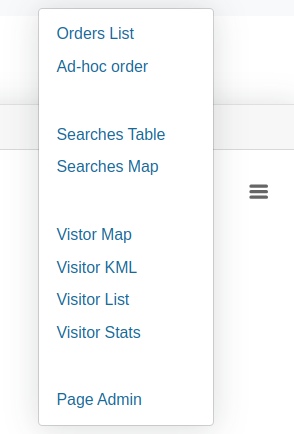 Orders List
Ad-hoc order
Searches Table
Searches Map
Vistor Map
Visitor KML
Visitor List
Visitor Stats
Page Admin